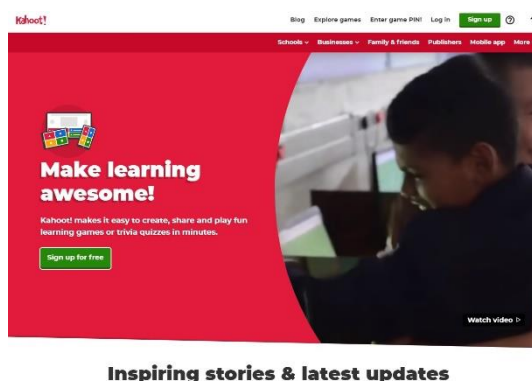 Kahoot!
Blog Explore games Enter game PIN! Log in Sign up
Schools Businesses Family & friends Publishers Mobile app More
Make learning
awesome!
Kahoot! makes it easy to create, share and play fun
learning games or trivia quizzes in minutes.
Sign up for free
Watch video
Inspiring stories & latest updates